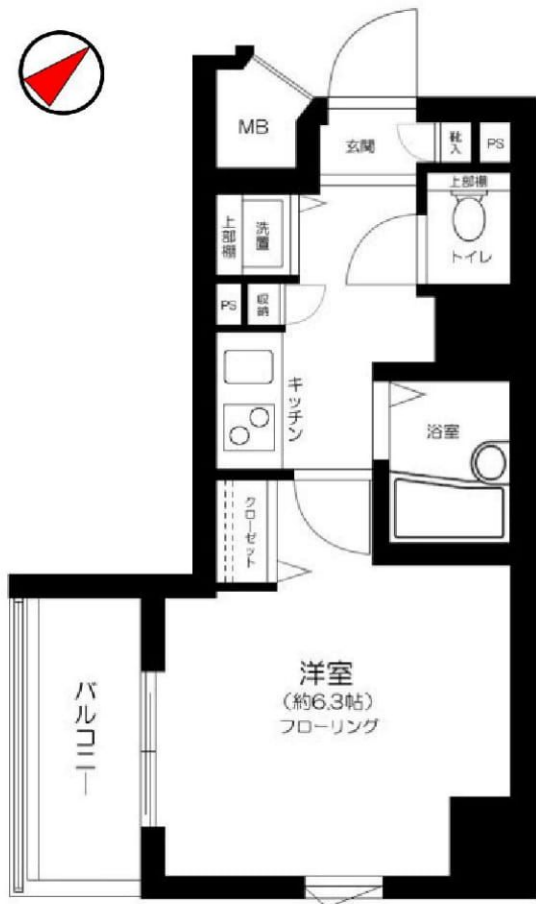 MB
玄関
靴入
PS
上部棚
トイレ
上部棚
洗置
PS
収納
キッチン
浴室
クローゼット
洋室
(約6.3帖)
フローリング
バルコニー